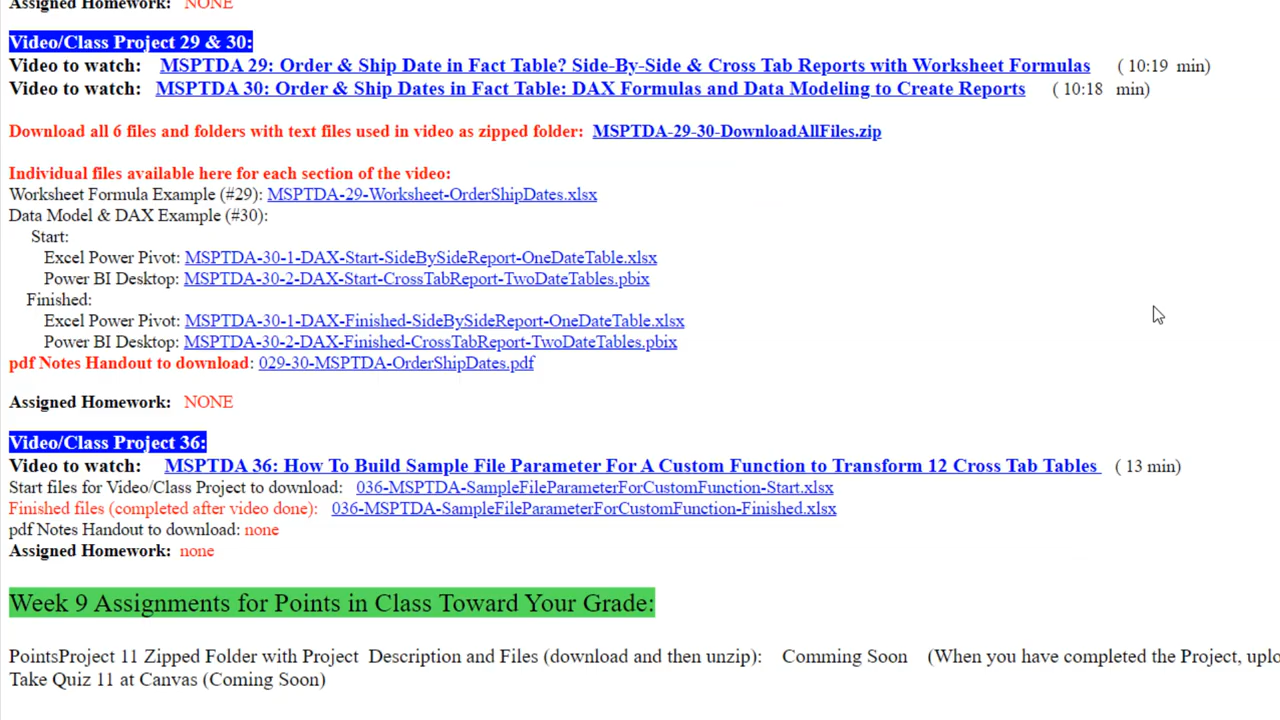 Assigned Homework: NONE
Video/Class Project 29 & 30:
Video to watch: MSPTDA 29: Order & Ship Date in Fact Table? Side-By-Side & Cross Tab Reports with Worksheet Formulas ( 10:19 min)
Video to watch: MSPTDA 30: Order & Ship Dates in Fact Table: DAX Formulas and Data Modeling to Create Reports ( 10:18 min)
Download all 6 files and folders with text files used in video as zipped folder: MSPTDA-29-30-DownloadAllFiles.zip
Individual files available here for each section of the video:
Worksheet Formula Example (#29): MSPTDA-29-Worksheet-OrderShipDates.xlsx
Data Model & DAX Example (#30):
Start:
Excel Power Pivot: MSPTDA-30-1-DAX-Start-SideBySideReport-OneDateTable.xlsx
Power BI Desktop: MSPTDA-30-2-DAX-Start-CrossTabReport-TwoDateTables.pbix
Finished:
Excel Power Pivot: MSPTDA-30-1-DAX-Finished-SideBySideReport-OneDateTable.xlsx
Power BI Desktop: MSPTDA-30-2-DAX-Finished-CrossTabReport-TwoDateTables.pbix
pdf Notes Handout to download: 029-30-MSPTDA-OrderShipDates.pdf
Assigned Homework: NONE
Video/Class Project 36:
Video to watch: MSPTDA 36: How To Build Sample File Parameter For A Custom Function to Transform 12 Cross Tab Tables ( 13 min)
Start files for Video/Class Project to download: 036-MSPTDA-SampleFileParameterForCustomFunction-Start.xlsx
Finished files (completed after video done): 036-MSPTDA-SampleFileParameterForCustomFunction-Finished.xlsx
pdf Notes Handout to download: none
Assigned Homework: none
Week 9 Assignments for Points in Class Toward Your Grade:
PointsProject 11 Zipped Folder with Project Description and Files (download and then unzip): Comming Soon (When you have completed the Project, uplo
Take Quiz 11 at Canvas (Coming Soon)